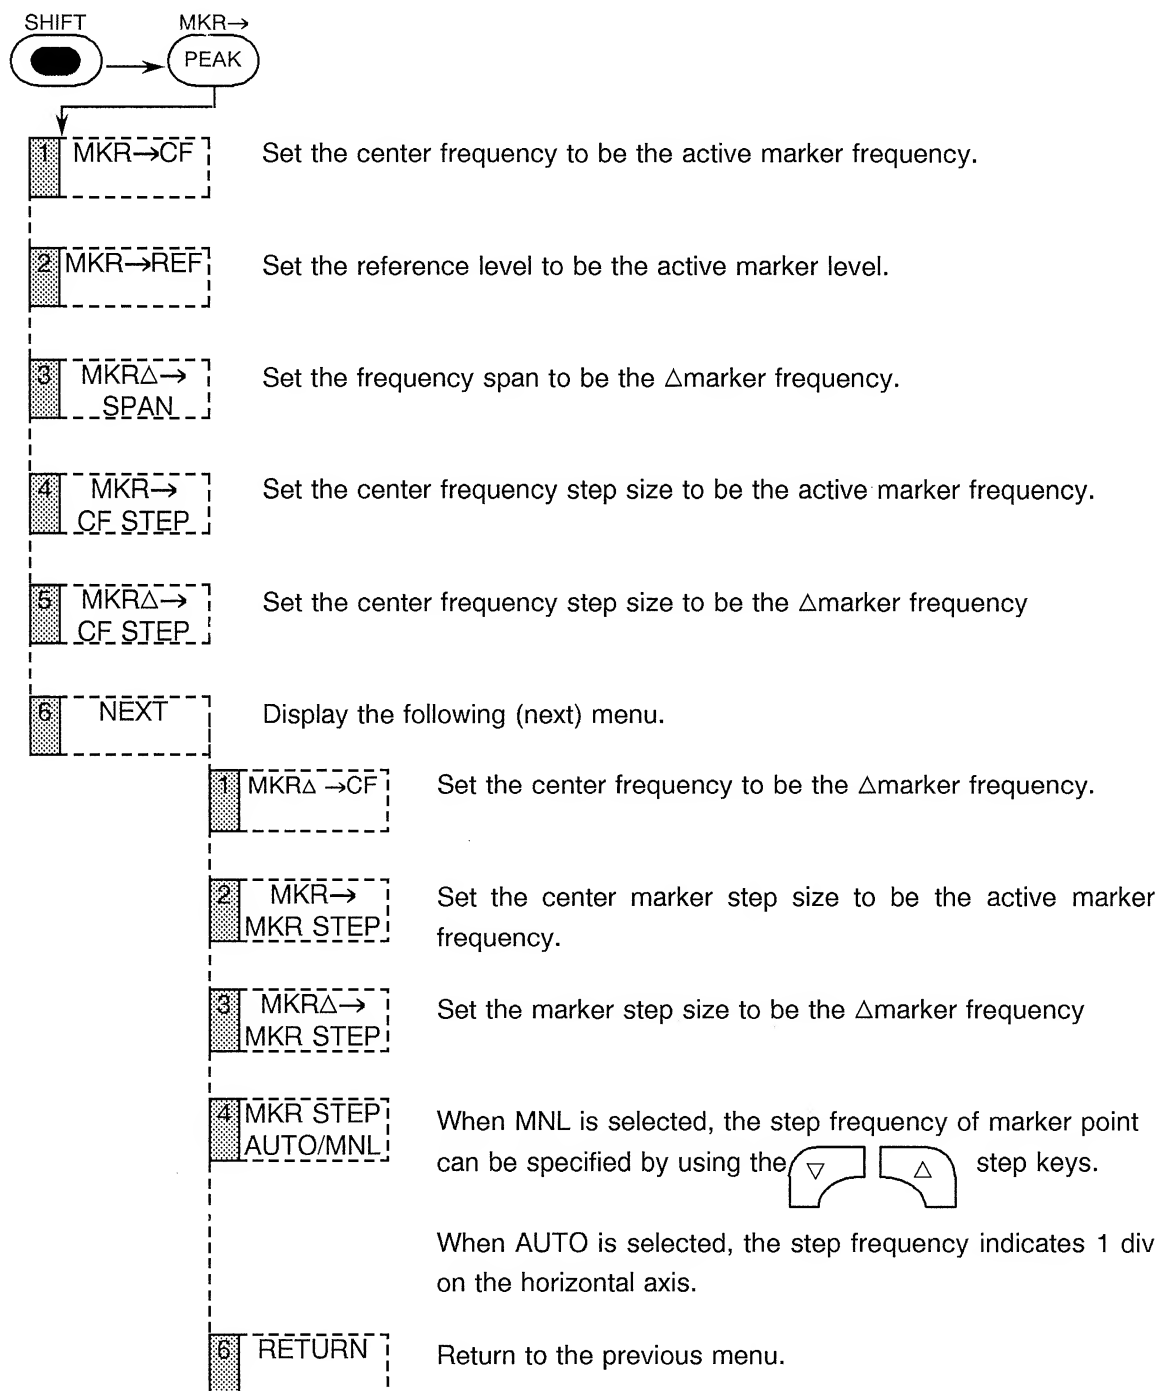 SHIFT MKR→
PEAK
1 MKR→CF Set the center frequency to be the active marker frequency.
2 MKR→REF Set the reference level to be the active marker level.
3 MKR△→ Set the frequency span to be the △marker frequency.
SPAN
4 MKR→ Set the center frequency step size to be the active marker frequency.
CF STEP
5 MKR△→ Set the center frequency step size to be the △marker frequency
CF STEP
6 NEXT Display the following (next) menu.
1 MKR△ →CF Set the center frequency to be the △marker frequency.
2 MKR→ Set the center marker step size to be the active marker
MKR STEP frequency.
3 MKR△→ Set the marker step size to be the △marker frequency
MKR STEP
4 MKR STEP When MNL is selected, the step frequency of marker point
AUTO/MNL can be specified by using the ▽ △ step keys.
When AUTO is selected, the step frequency indicates 1 div
on the horizontal axis.
6 RETURN Return to the previous menu.